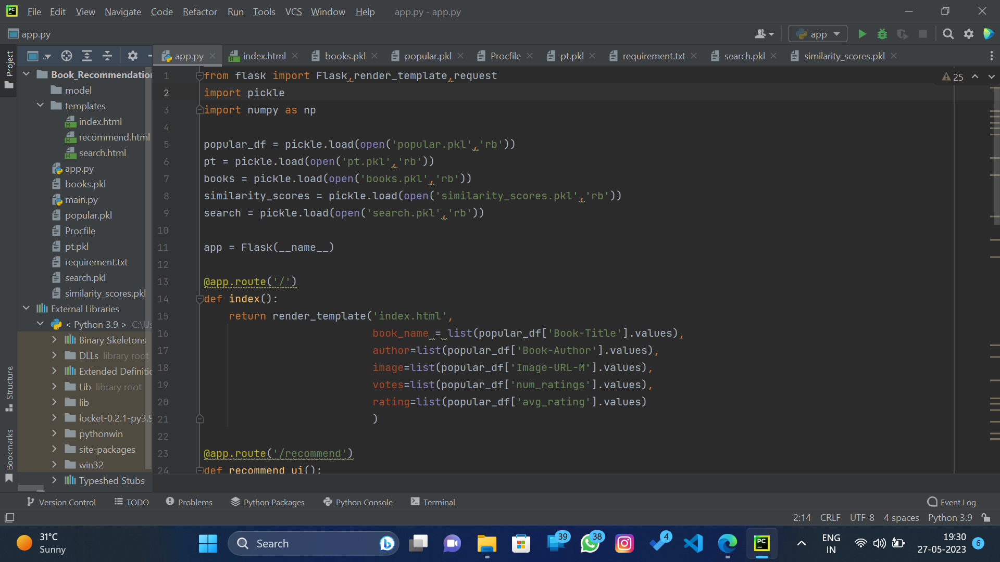 PC File Edit View Navigate Code Refactor Run Tools VCS Window Help app.py - app.py
app.py app
app.py index.html books.pkl popular.pkl Procfile pt.pkl requirement.txt search.pkl similarity_scores.pkl
Project
Structure
Bookmarks
Book_Recommendation
model
templates
index.html
recommend.html
search.html
app.py
books.pkl
main.py
popular.pkl
Procfile
pt.pkl
requirement.txt
search.pkl
similarity_scores.pkl
External Libraries
< Python 3.9 > C:\Us
Binary Skeletons
DLLs library root
Extended Definitio
Lib library root
lib
locket-0.2.1-py3.9
pythonwin
site-packages
win32
Typeshed Stubs
25
1 from flask import Flask,render_template,request
2 import pickle
3 import numpy as np
4
5 popular_df = pickle.load(open('popular.pkl','rb'))
6 pt = pickle.load(open('pt.pkl','rb'))
7 books = pickle.load(open('books.pkl','rb'))
8 similarity_scores = pickle.load(open('similarity_scores.pkl','rb'))
9 search = pickle.load(open('search.pkl','rb'))
10
11 app = Flask(__name__)
12
13 @app.route('/')
14 def index():
15 return render_template('index.html',
16 book_name = list(popular_df['Book-Title'].values),
17 author=list(popular_df['Book-Author'].values),
18 image=list(popular_df['Image-URL-M'].values),
19 votes=list(popular_df['num_ratings'].values),
20 rating=list(popular_df['avg_rating'].values)
21 )
22
23 @app.route('/recommend')
24 def recommend_ui():
Version Control TODO Problems Python Packages Python Console Terminal Event Log
2:14 CRLF UTF-8 4 spaces Python 3.9
31°C
Sunny
Search
39 38 4
PC
ENG
IN
19:30
27-05-2023
6